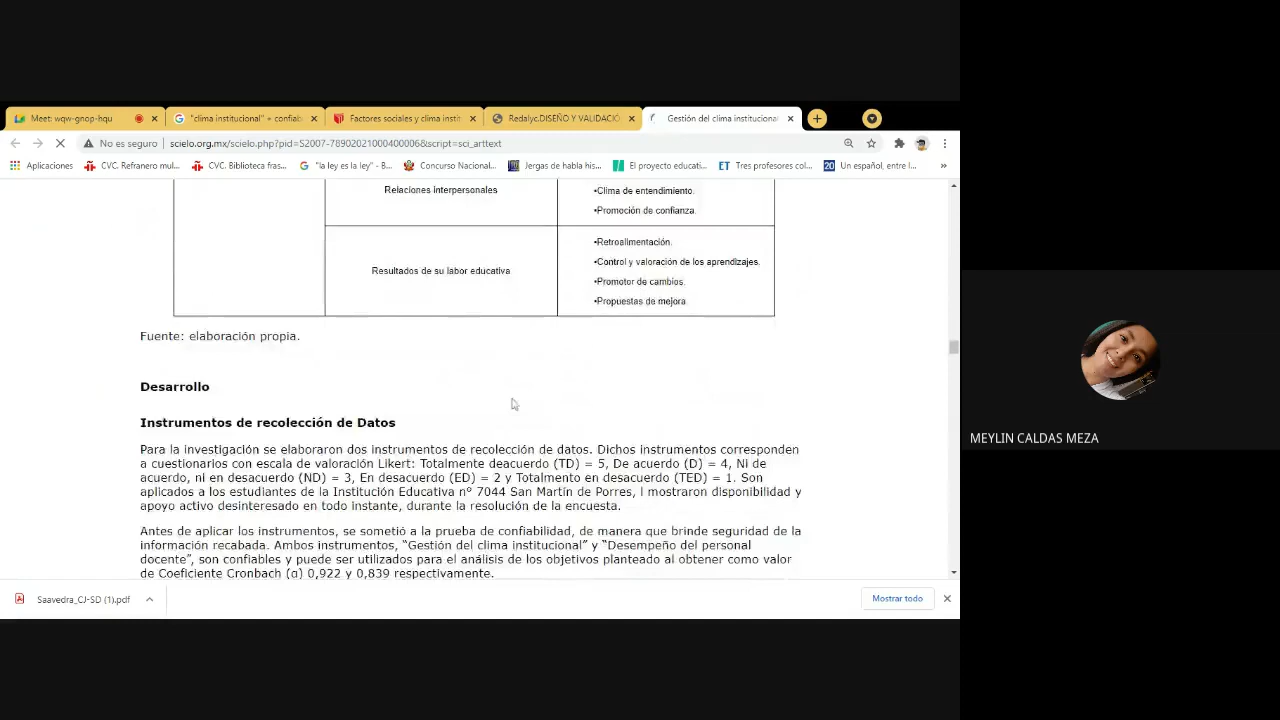 Meet: wqw-gnop-hqu
"clima institucional" + confiab
Factores sociales y clima instit
Redalyc.DISEÑO Y VALIDACIÓ
Gestión del clima institucional
No es seguro
scielo.org.mx/scielo.php?pid=S2007-78902021000400006&script=sci_arttext
Aplicaciones
CVC. Refranero mul...
CVC. Biblioteca fras...
"la ley es la ley" - B...
Concurso Nacional...
Jergas de habla his...
El proyecto educati...
ET Tres profesores col...
20 Un español, entre l...
»
Relaciones interpersonales
•Clima de entendimiento.
•Promoción de confianza.
Resultados de su labor educativa
•Retroalimentación.
•Control y valoración de los aprendizajes.
•Promotor de cambios.
•Propuestas de mejora
Fuente: elaboración propia.
Desarrollo
Instrumentos de recolección de Datos
Para la investigación se elaboraron dos instrumentos de recolección de datos. Dichos instrumentos corresponden
a cuestionarios con escala de valoración Likert: Totalmente deacuerdo (TD) = 5, De acuerdo (D) = 4, Ni de
acuerdo, ni en desacuerdo (ND) = 3, En desacuerdo (ED) = 2 y Totalmento en desacuerdo (TED) = 1. Son
aplicados a los estudiantes de la Institución Educativa nº 7044 San Martín de Porres, l mostraron disponibilidad y
apoyo activo desinteresado en todo instante, durante la resolución de la encuesta.
Antes de aplicar los instrumentos, se sometió a la prueba de confiabilidad, de manera que brinde seguridad de la
información recabada. Ambos instrumentos, “Gestión del clima institucional” y “Desempeño del personal
docente”, son confiables y puede ser utilizados para el análisis de los objetivos planteado al obtener como valor
de Coeficiente Cronbach (α) 0,922 y 0,839 respectivamente.
Saavedra_CJ-SD (1).pdf
Mostrar todo
MEYLIN CALDAS MEZA